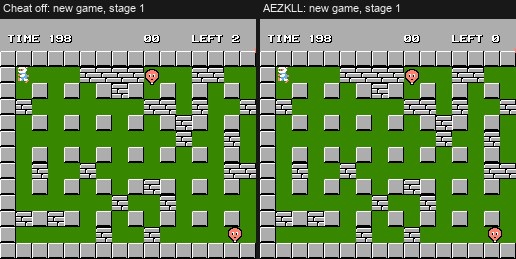 Cheat off: new game, stage 1
AEZKLL: new game, stage 1
TIME 198 00 LEFT 2
TIME 198 00 LEFT 0